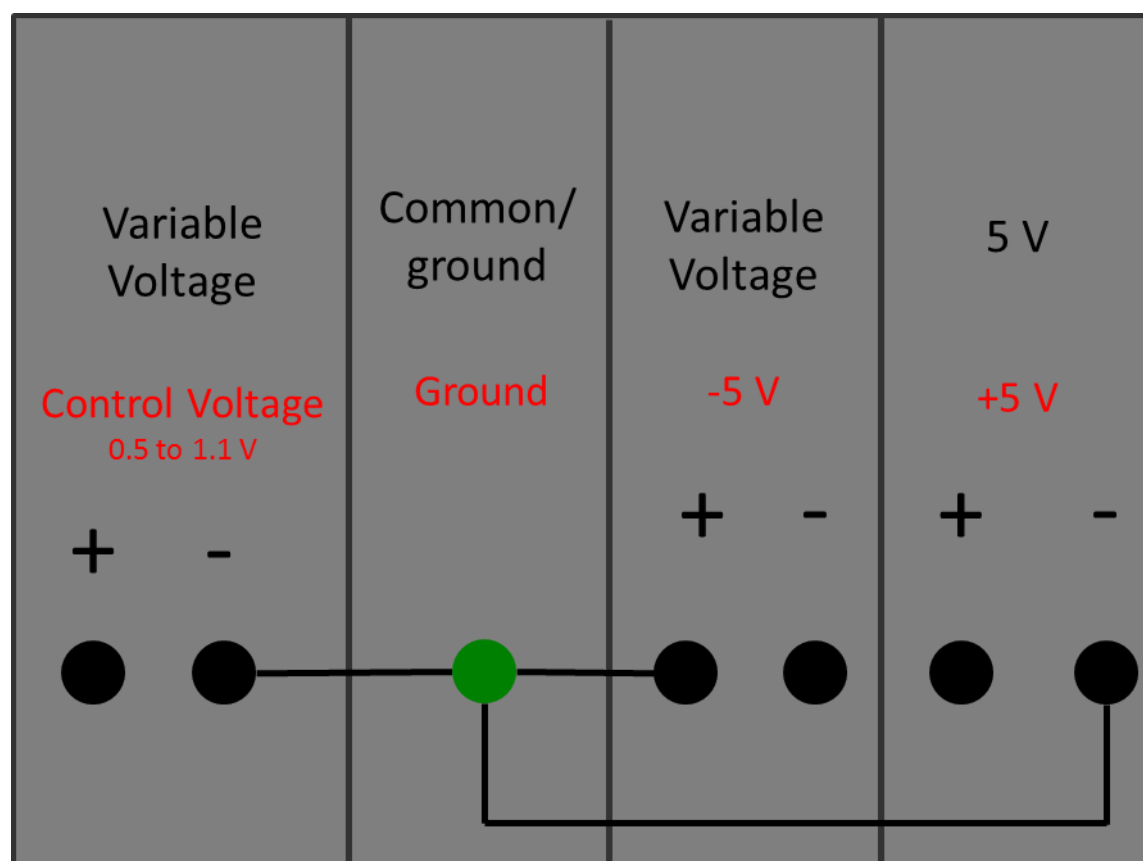 Variable
Voltage
Control Voltage
0.5 to 1.1 V
+ -
Common/
ground
Ground
Variable
Voltage
-5 V
+ -
5 V
+5 V
+ -